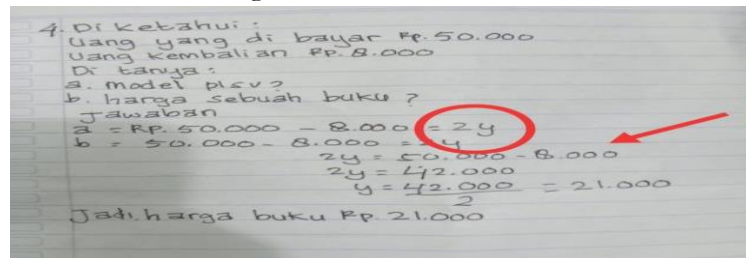 4. Di ketahui :
Uang yang di bayar Rp. 50.000
Uang kembalian Rp. 8.000
Di tanya :
a. model plsv ?
b. harga sebuah buku ?
Jawaban
a = Rp. 50.000 - 8.000 = 2y
b = 50.000 - 8.000 = 2y
2y = 50.000 - 8.000
2y = 42.000
y = 42.000 / 2 = 21.000
Jadi. harga buku Rp. 21.000